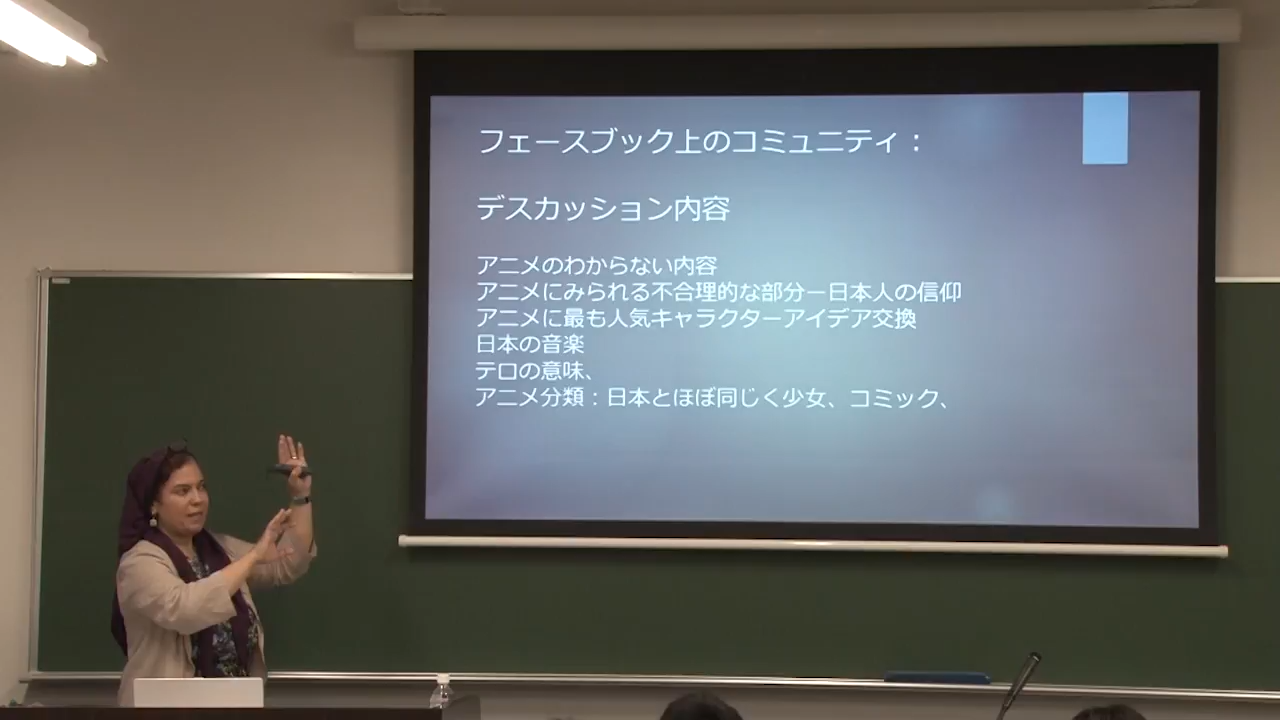 フェースブック上のコミュニティ：
デスカッション内容
アニメのわからない内容
アニメにみられる不合理的な部分ー日本人の信仰
アニメに最も人気キャラクターアイデア交換
日本の音楽
テロの意味、
アニメ分類：日本とほぼ同じく少女、コミック、